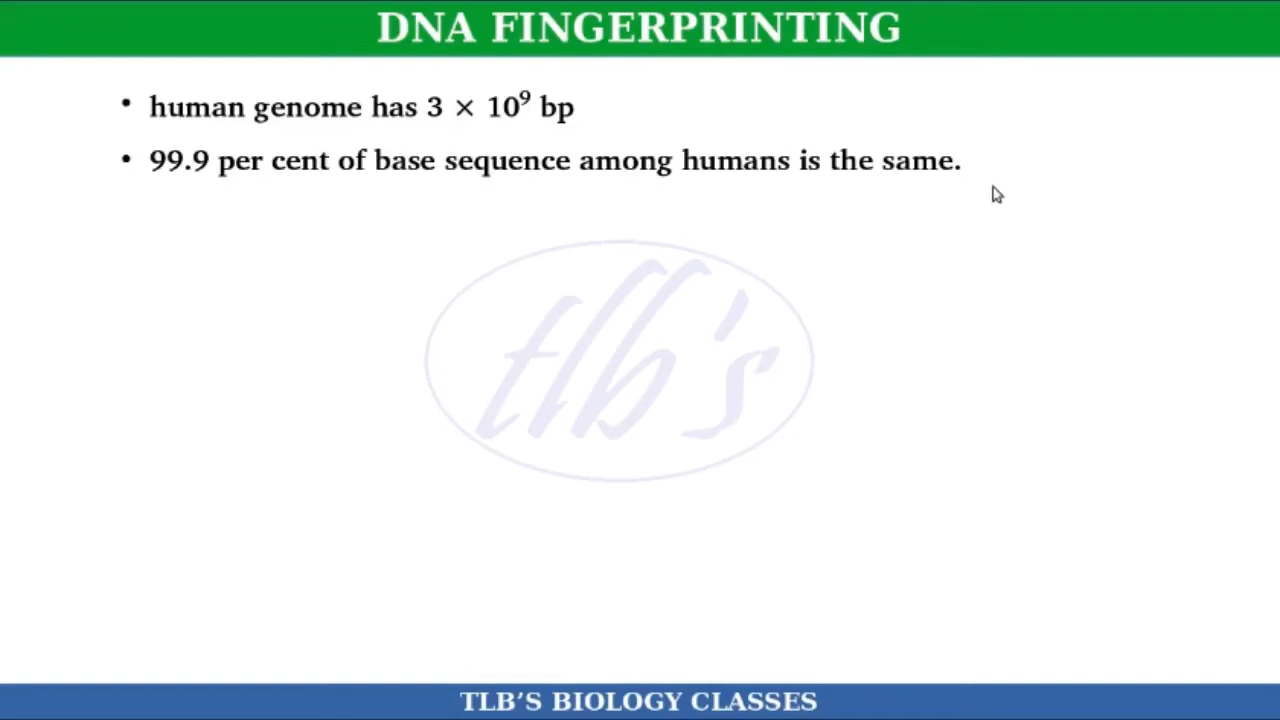 DNA FINGERPRINTING
• human genome has 3 × 10⁹ bp
• 99.9 per cent of base sequence among humans is the same.
tlb's
TLB’S BIOLOGY CLASSES